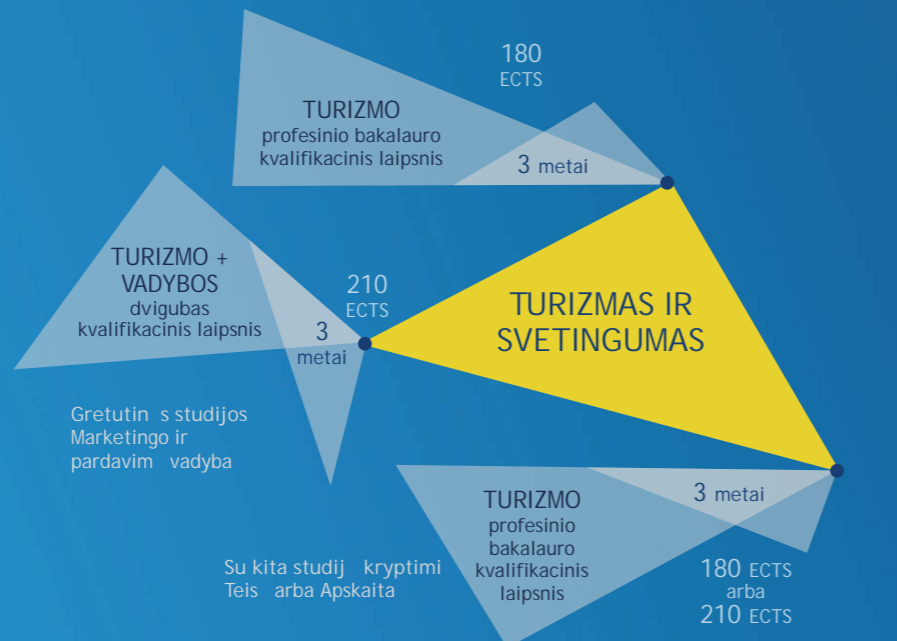 180
ECTS
TURIZMO
profesinio bakalauro
kvalifikacinis laipsnis
3 metai
TURIZMO +
VADYBOS
dvigubas
kvalifikacinis laipsnis
210
ECTS
3
metai
TURIZMAS IR
SVETINGUMAS
Gretutin s studijos
Marketingo ir
pardavim vadyba
TURIZMO
profesinio
bakalauro
kvalifikacinis
laipsnis
3 metai
Su kita studij kryptimi
Teis arba Apskaita
180 ECTS
arba
210 ECTS